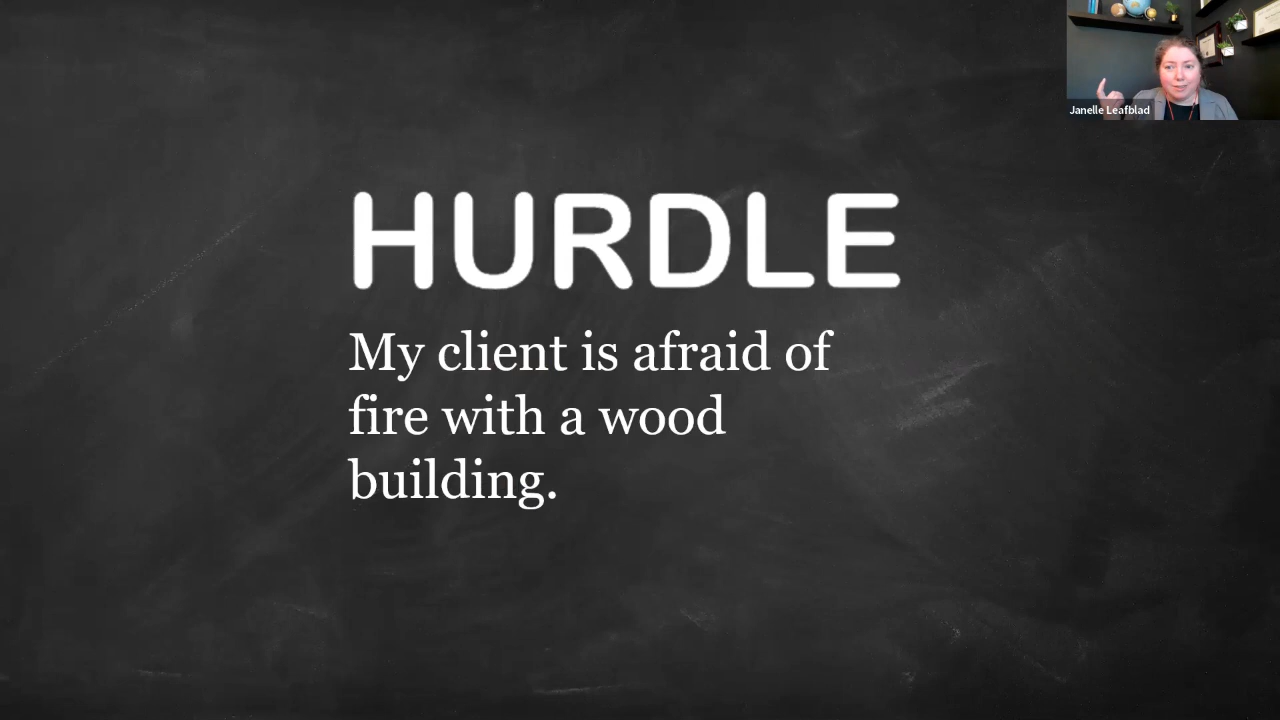 Janelle Leafblad
HURDLE
My client is afraid of
fire with a wood
building.